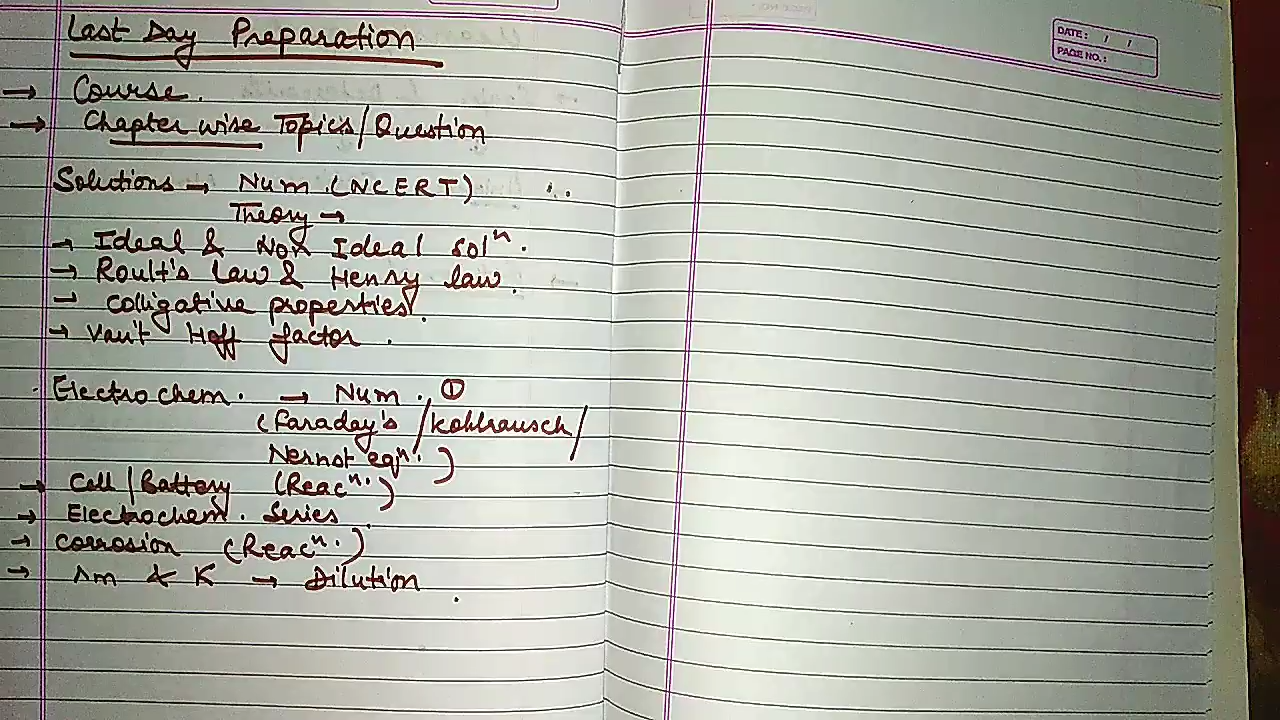 Last Day Preparation
→ Course.
→ Chapter wise Topics/Question
Solutions → Num. (NCERT)
Theory →
→ Ideal & Non Ideal solⁿ.
→ Roult's Law & Henry law.
→ Colligative properties.
→ Van't Hoff factor.
Electrochem. → Num. ①
(Faraday's / Kohlrausch /
Nernst eqⁿ.)
→ Cell / Battery (Reacⁿ.)
→ Electrochem. Series.
→ Corrosion (Reacⁿ.)
→ Λm & K → Dilution.
DATE: / /
PAGE NO.: